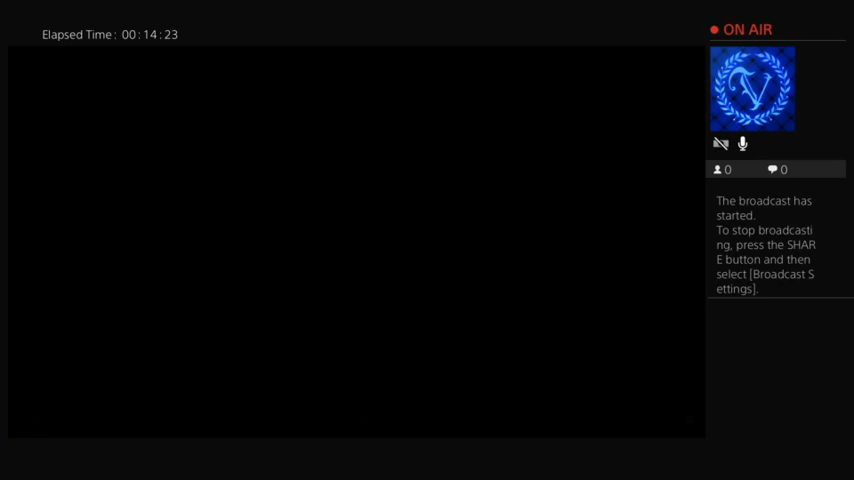 Elapsed Time: 00:14:23
ON AIR
TV
0 0
The broadcast has
started.
To stop broadcasti
ng, press the SHAR
E button and then
select [Broadcast S
ettings].